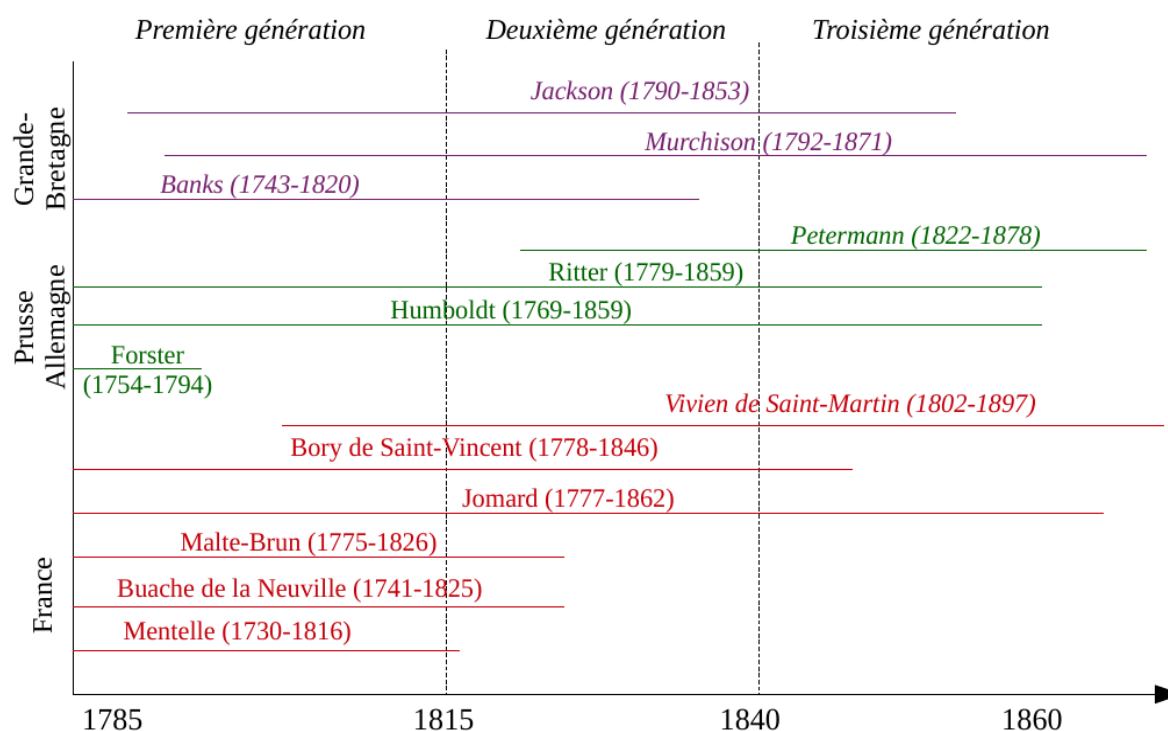 Première génération
Deuxième génération
Troisième génération
Grande-
Bretagne
Jackson (1790-1853)
Murchison (1792-1871)
Banks (1743-1820)
Prusse
Allemagne
Petermann (1822-1878)
Ritter (1779-1859)
Humboldt (1769-1859)
Forster
(1754-1794)
France
Vivien de Saint-Martin (1802-1897)
Bory de Saint-Vincent (1778-1846)
Jomard (1777-1862)
Malte-Brun (1775-1826)
Buache de la Neuville (1741-1825)
Mentelle (1730-1816)
1785
1815
1840
1860